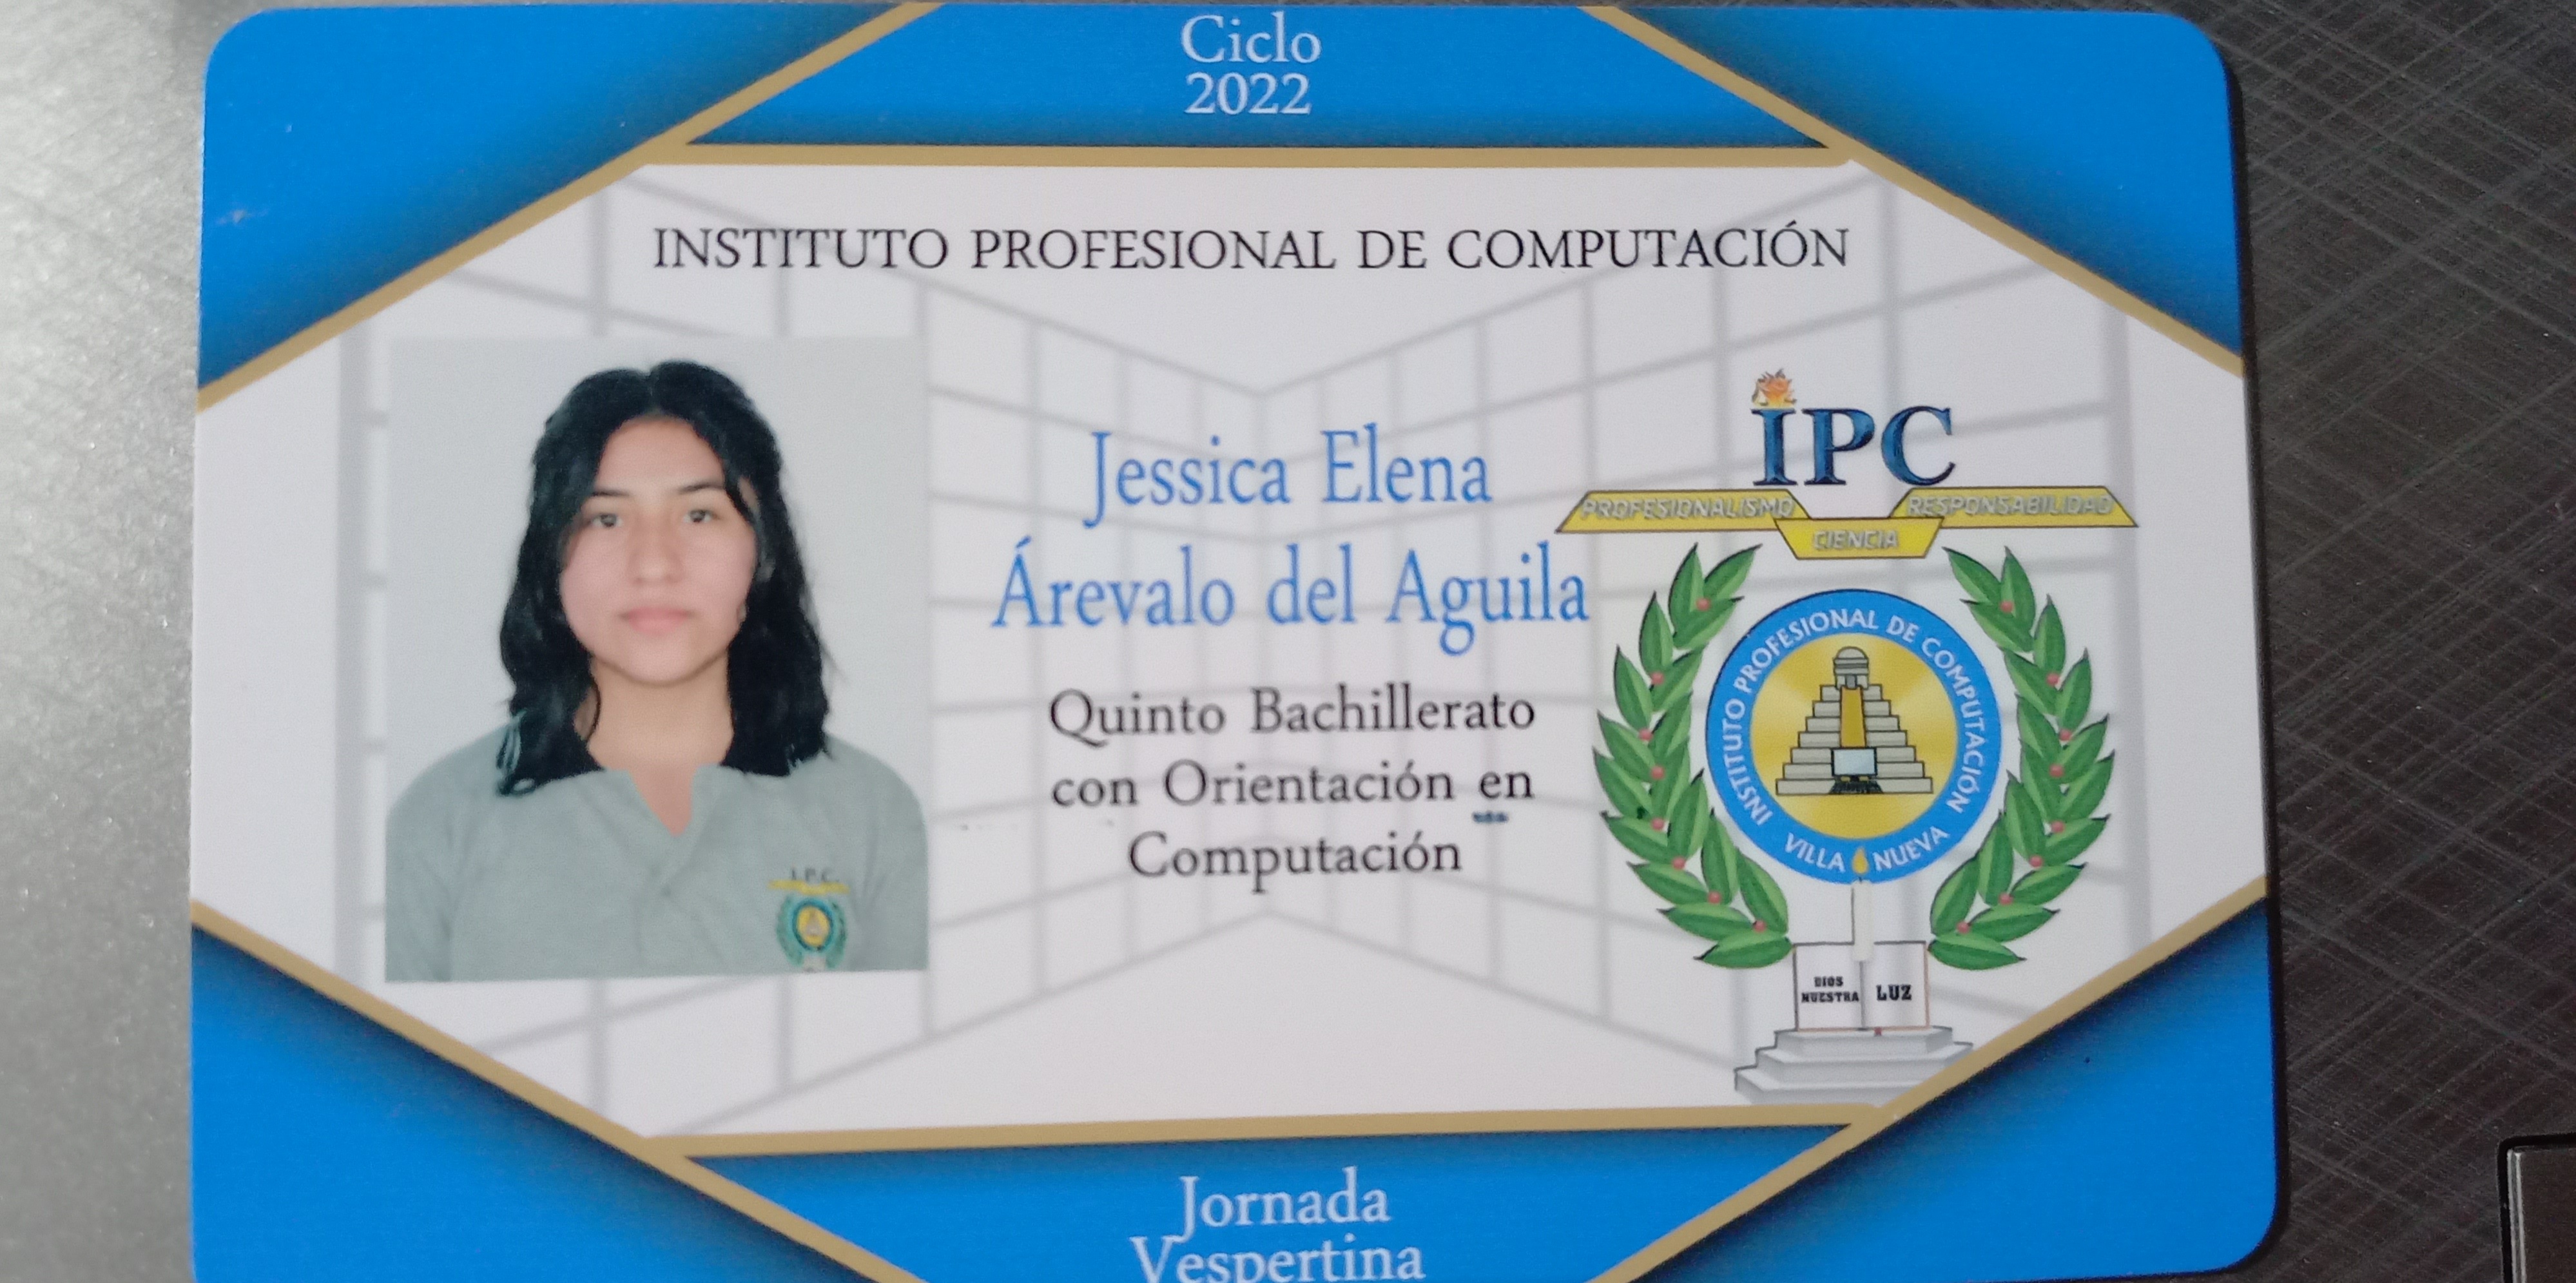 Ciclo
2022
INSTITUTO PROFESIONAL DE COMPUTACIÓN
Jessica Elena
Árevalo del Aguila
Quinto Bachillerato
con Orientación en
Computación
IPC
PROFESIONALISMO
CIENCIA
RESPONSABILIDAD
INSTITUTO PROFESIONAL DE COMPUTACIÓN
VILLA NUEVA
DIOS
NUESTRA LUZ
I.P.C.
Jornada
Vespertina